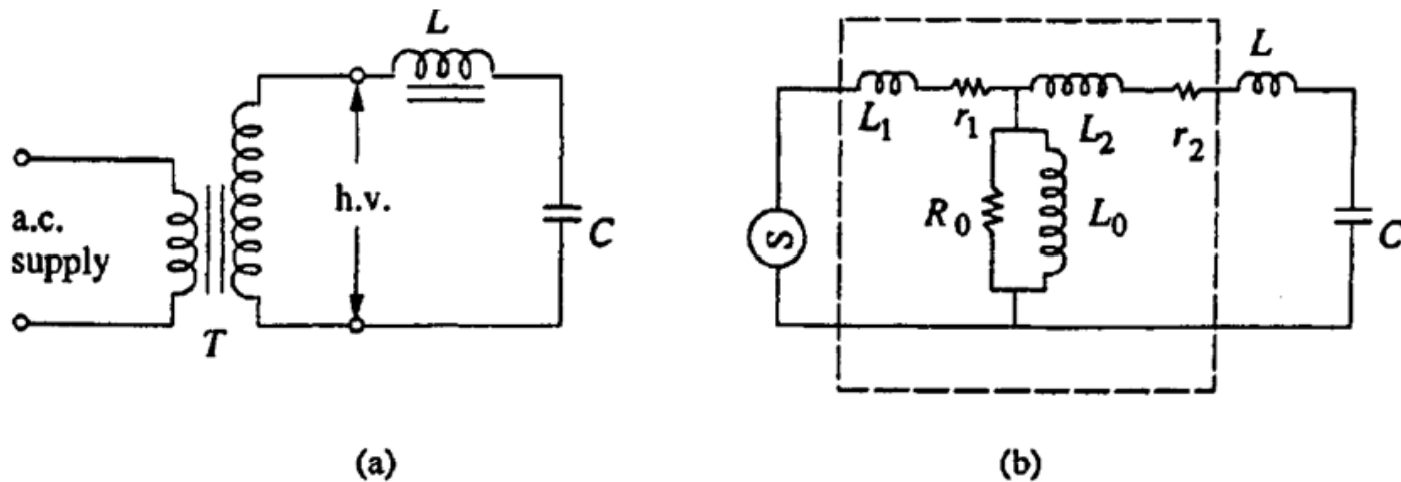 L
h.v.
C
a.c.
supply
T
(a)
L
L₁
r₁
L₂
r₂
R₀
L₀
S
C
(b)